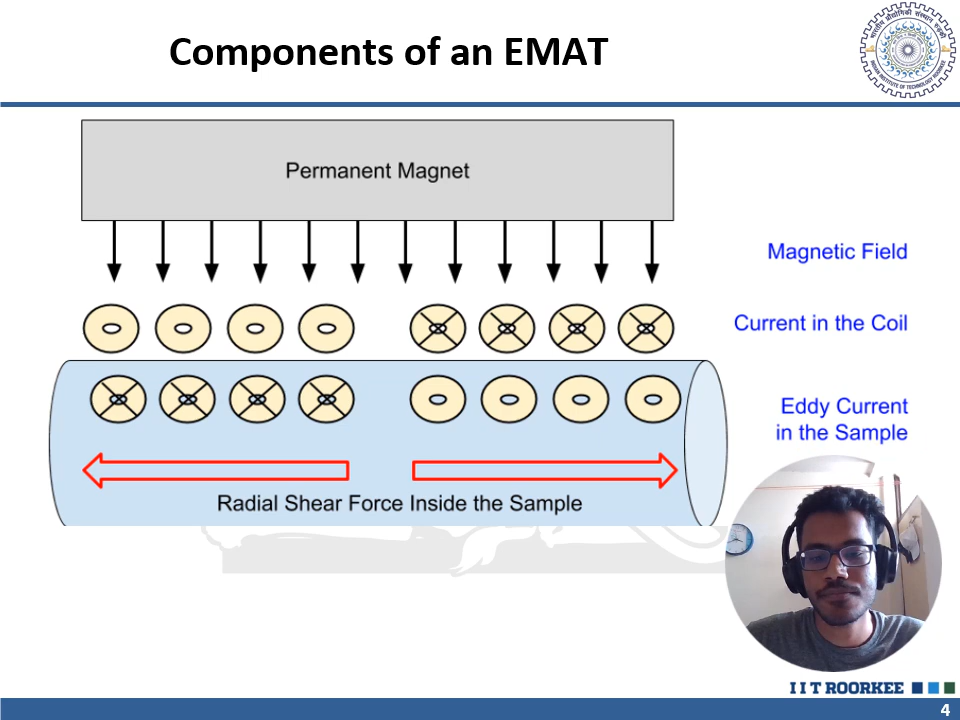 Components of an EMAT
Permanent Magnet
Magnetic Field
Current in the Coil
Eddy Current
in the Sample
Radial Shear Force Inside the Sample
I I T ROORKEE
4